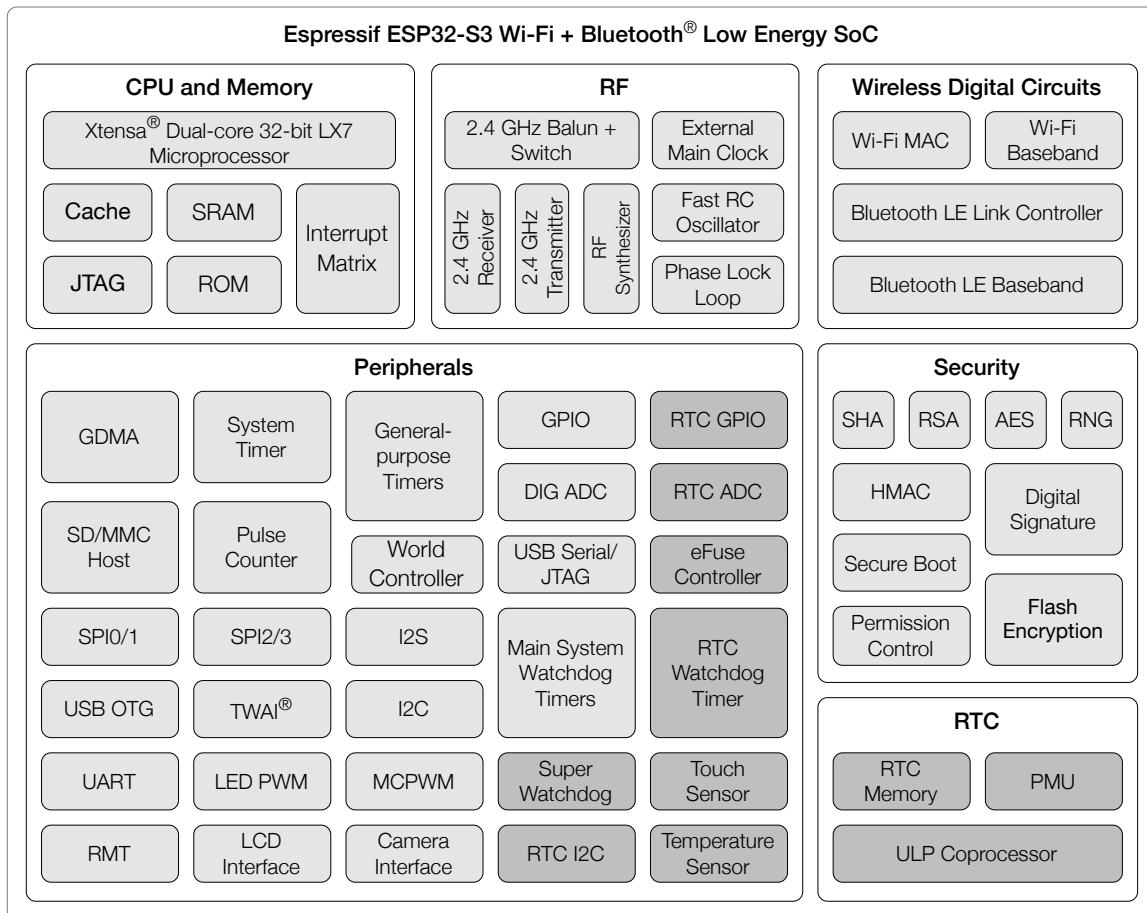 Espressif ESP32-S3 Wi-Fi + Bluetooth® Low Energy SoC
CPU and Memory
Xtensa® Dual-core 32-bit LX7
Microprocessor
Cache
SRAM
Interrupt
Matrix
JTAG
ROM
RF
2.4 GHz Balun +
Switch
External
Main Clock
2.4 GHz
Receiver
2.4 GHz
Transmitter
RF
Synthesizer
Fast RC
Oscillator
Phase Lock
Loop
Wireless Digital Circuits
Wi-Fi MAC
Wi-Fi
Baseband
Bluetooth LE Link Controller
Bluetooth LE Baseband
Peripherals
GDMA
System
Timer
General-
purpose
Timers
GPIO
RTC GPIO
DIG ADC
RTC ADC
SD/MMC
Host
Pulse
Counter
World
Controller
USB Serial/
JTAG
eFuse
Controller
SPI0/1
SPI2/3
I2S
Main System
Watchdog
Timers
RTC
Watchdog
Timer
USB OTG
TWAI®
I2C
UART
LED PWM
MCPWM
Super
Watchdog
Touch
Sensor
RMT
LCD
Interface
Camera
Interface
RTC I2C
Temperature
Sensor
Security
SHA
RSA
AES
RNG
HMAC
Digital
Signature
Secure Boot
Flash
Encryption
Permission
Control
RTC
RTC
Memory
PMU
ULP Coprocessor